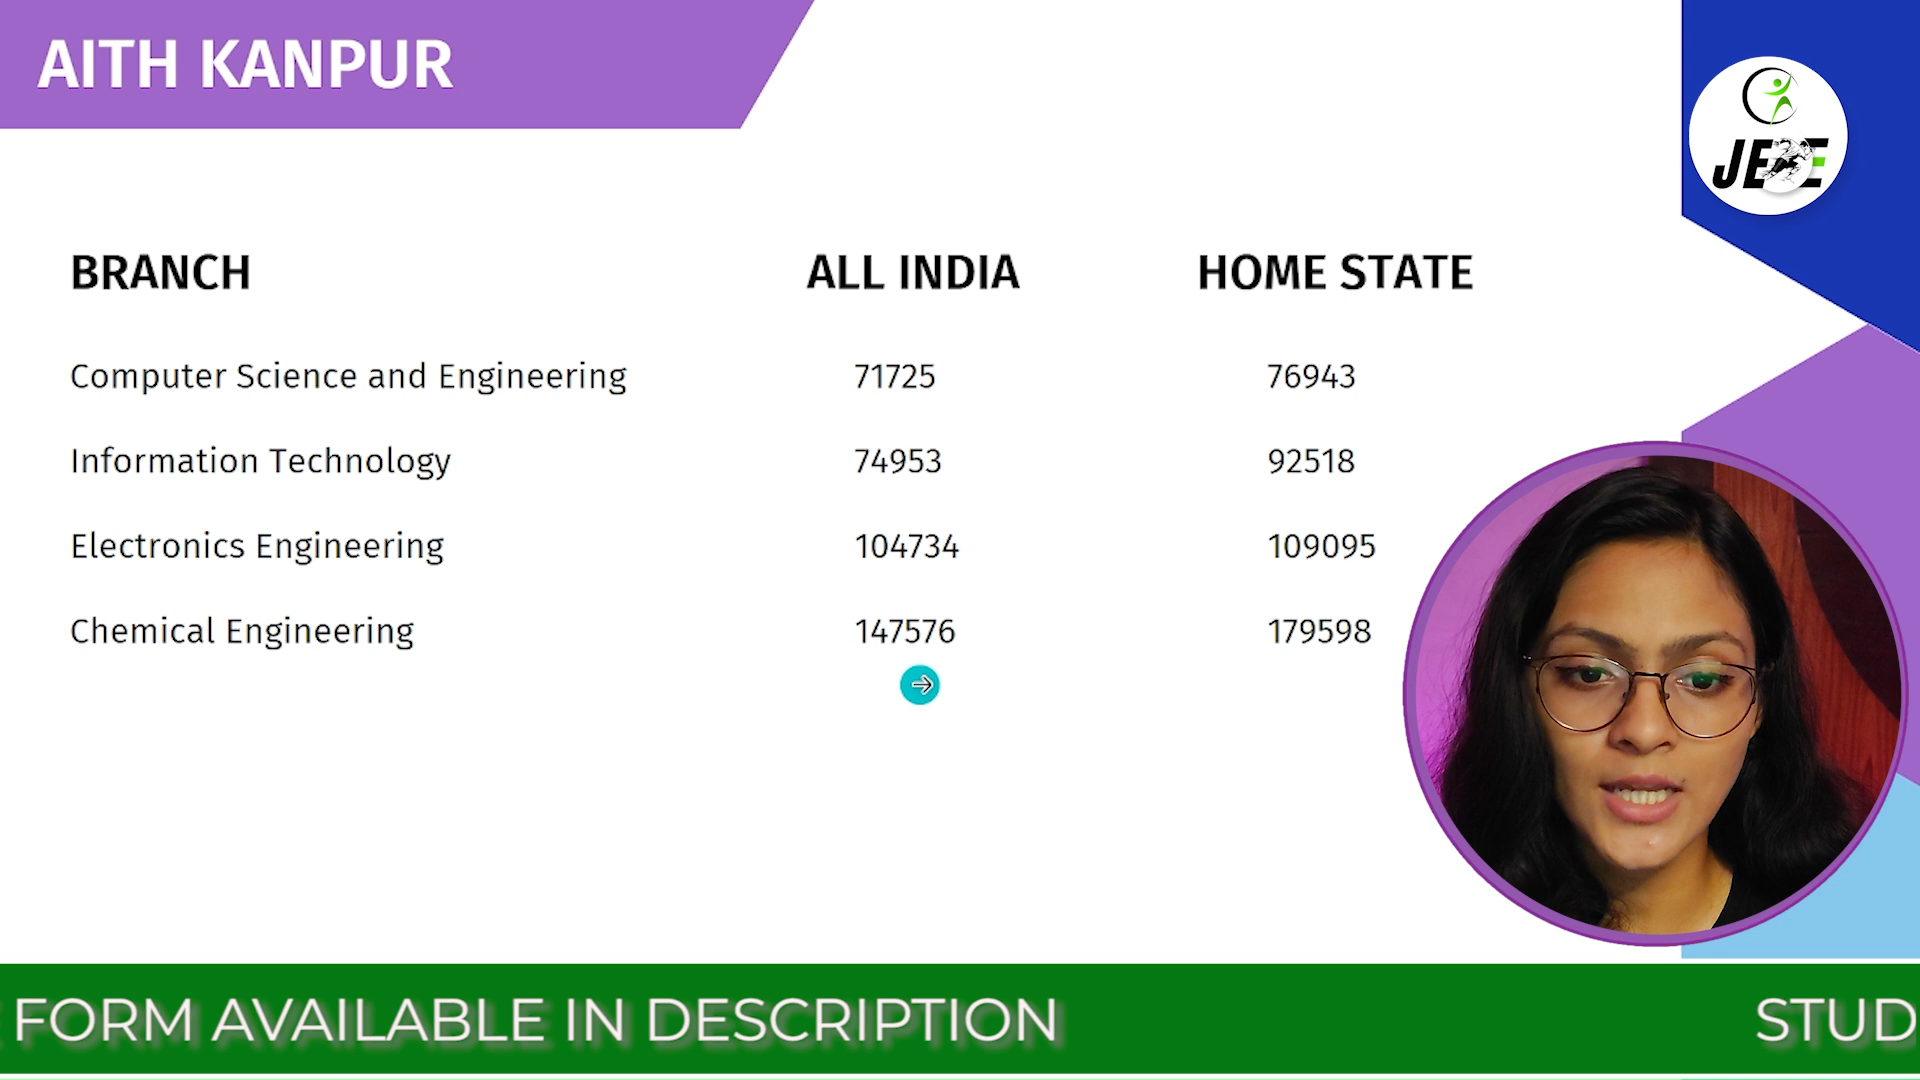 AITH KANPUR
BRANCH ALL INDIA HOME STATE
Computer Science and Engineering 71725 76943
Information Technology 74953 92518
Electronics Engineering 104734 109095
Chemical Engineering 147576 179598
FORM AVAILABLE IN DESCRIPTION STUD